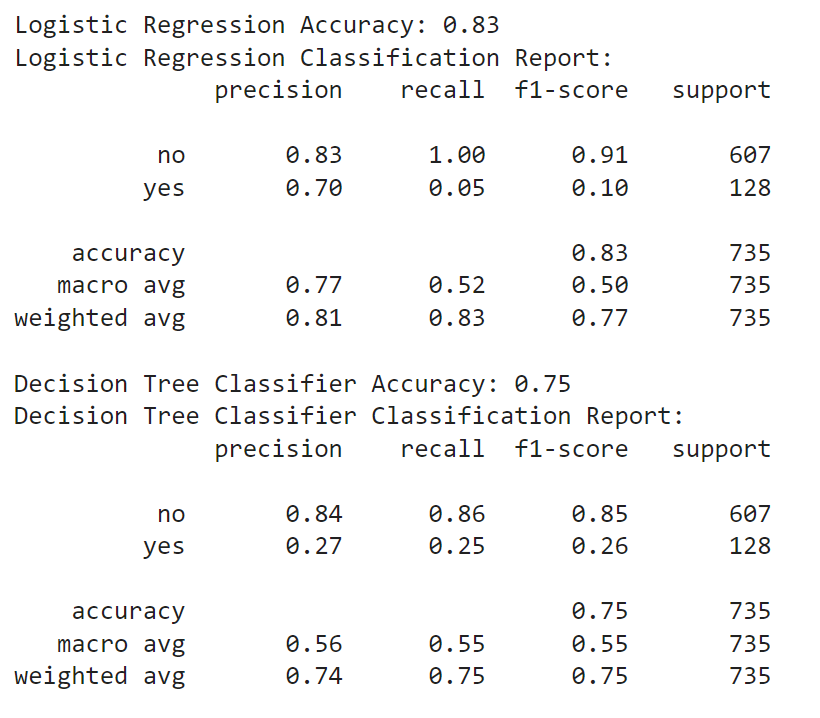 Logistic Regression Accuracy: 0.83
Logistic Regression Classification Report:
precision recall f1-score support
no 0.83 1.00 0.91 607
yes 0.70 0.05 0.10 128
accuracy 0.83 735
macro avg 0.77 0.52 0.50 735
weighted avg 0.81 0.83 0.77 735
Decision Tree Classifier Accuracy: 0.75
Decision Tree Classifier Classification Report:
precision recall f1-score support
no 0.84 0.86 0.85 607
yes 0.27 0.25 0.26 128
accuracy 0.75 735
macro avg 0.56 0.55 0.55 735
weighted avg 0.74 0.75 0.75 735